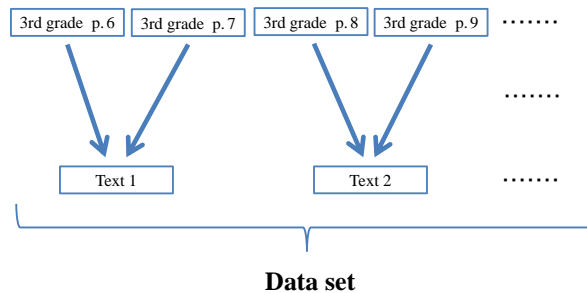 3rd grade p. 6 3rd grade p. 7 3rd grade p. 8 3rd grade p. 9 ·······
·······
Text 1 Text 2 ·······
Data set